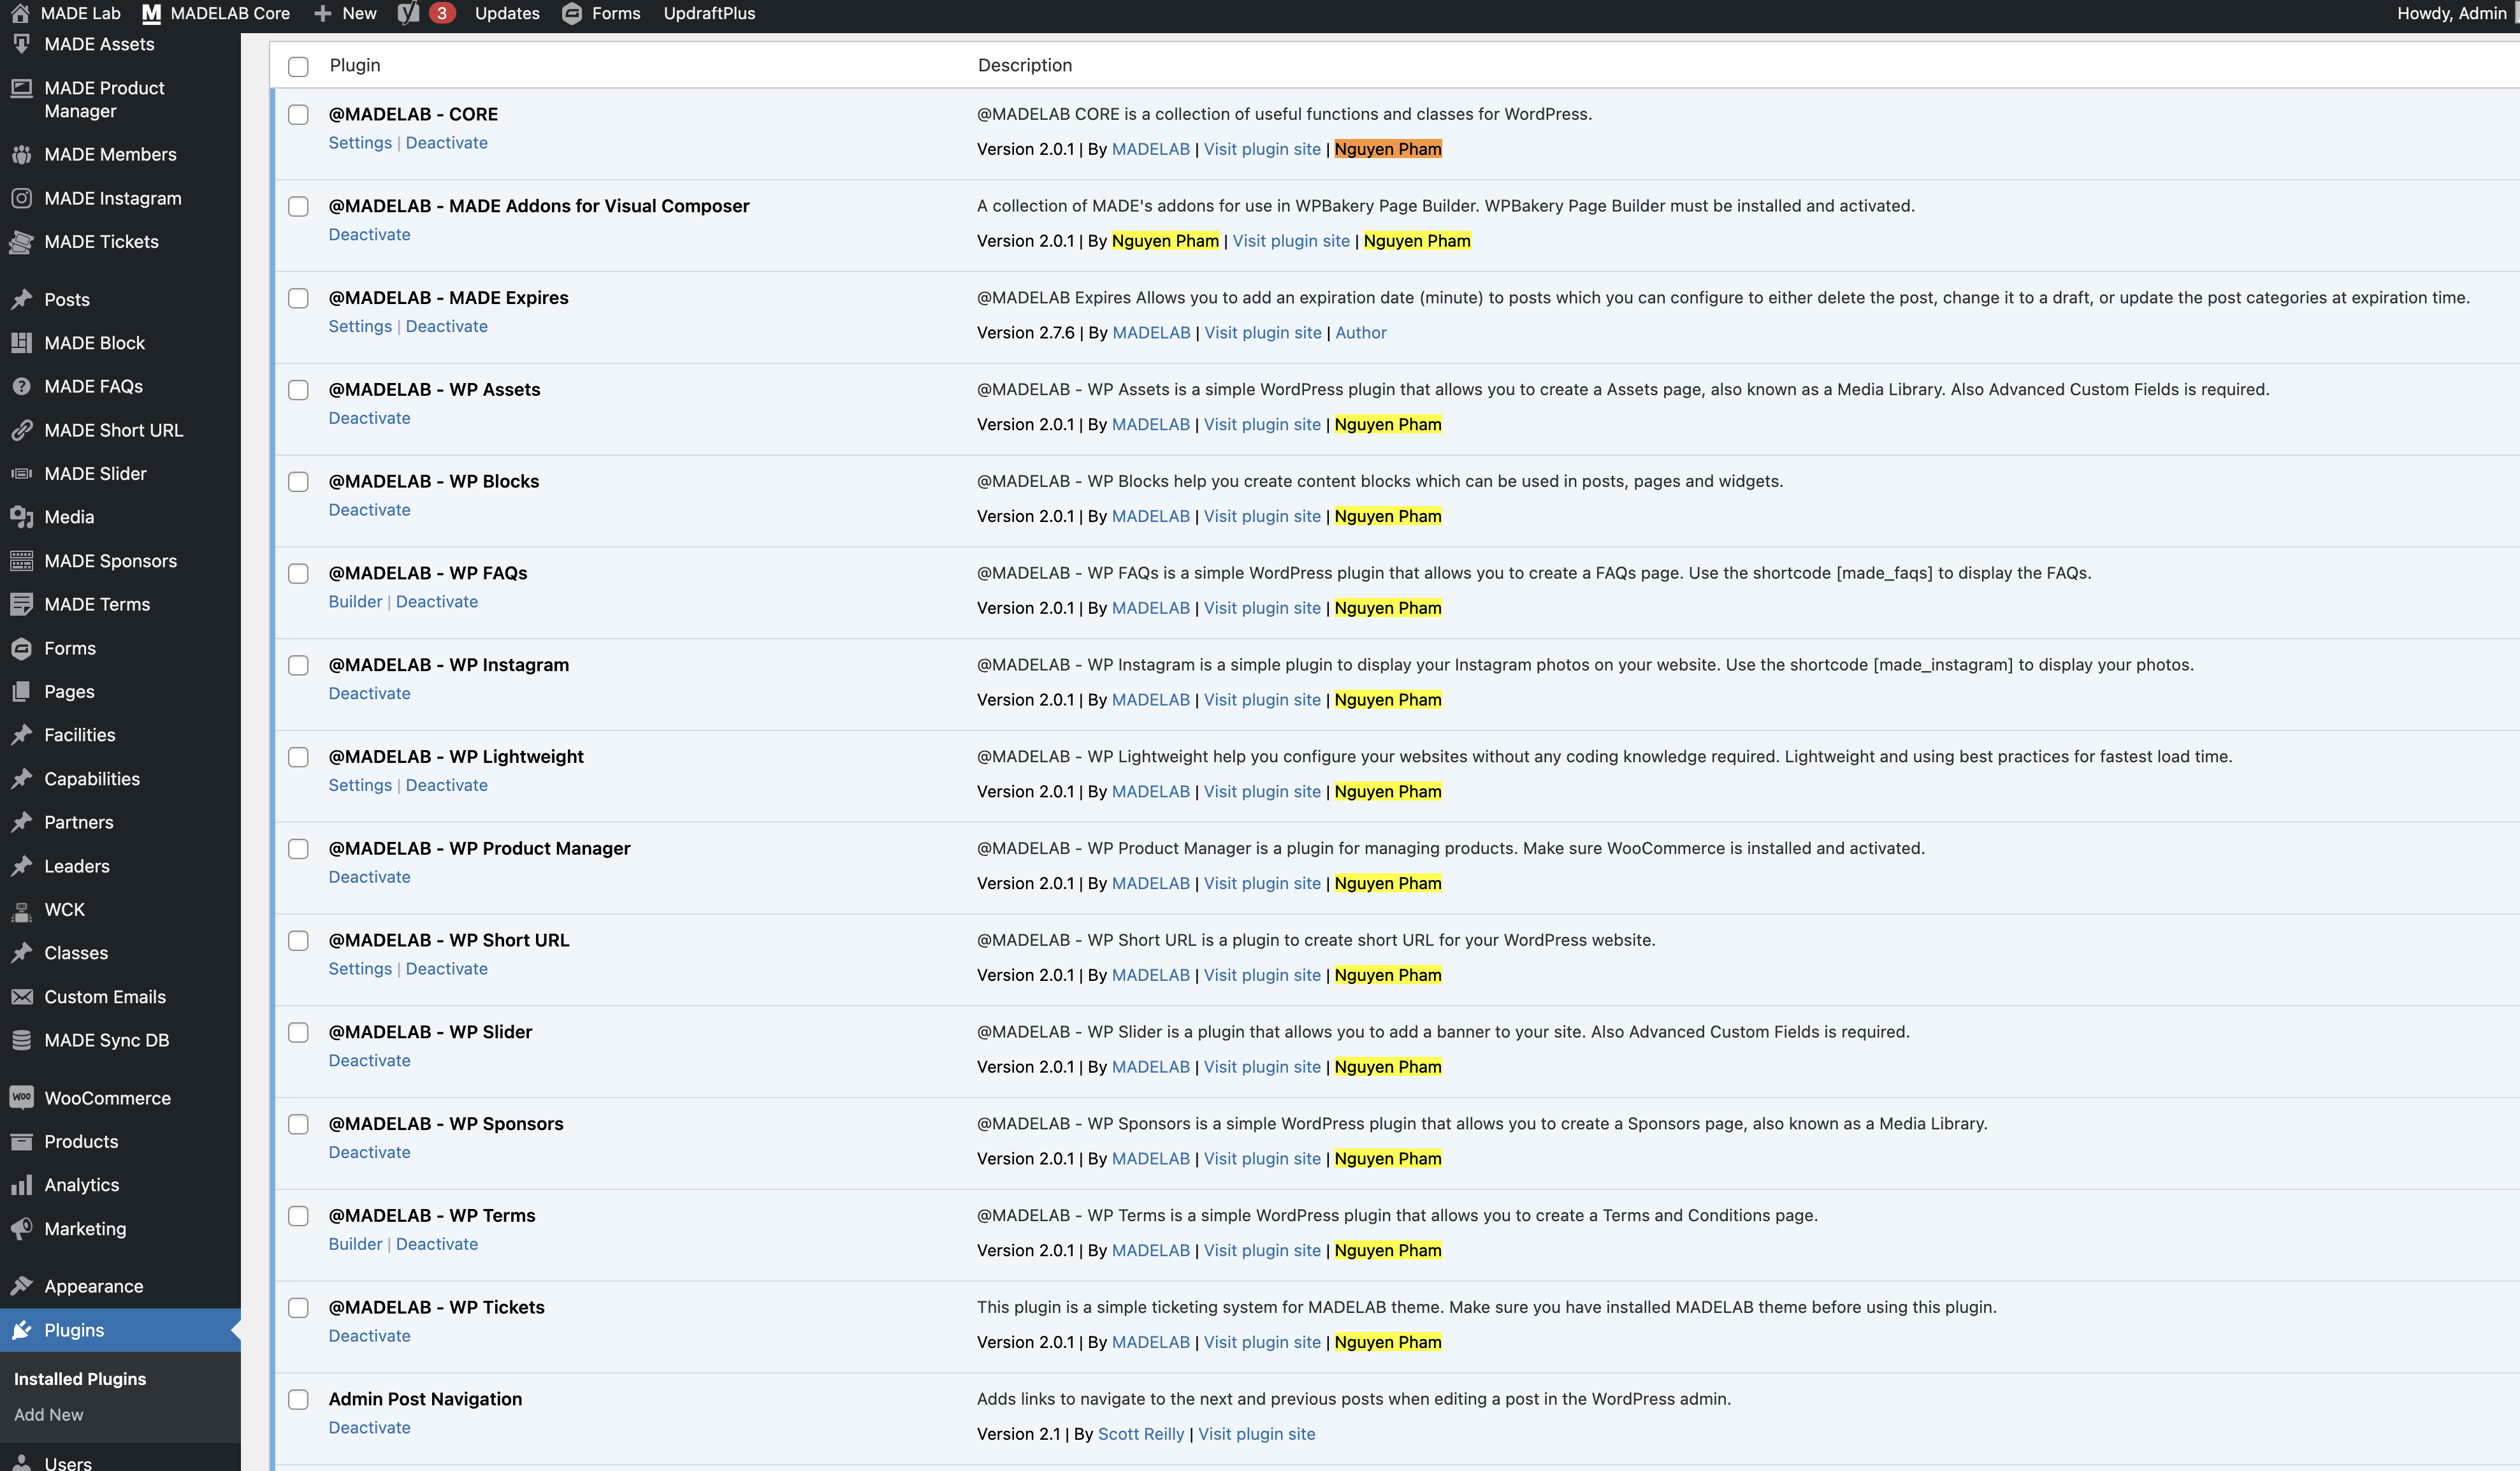 MADE Lab MADELAB Core New 3 Updates Forms UpdraftPlus Howdy, Admin
MADE Assets
MADE Product
Manager
MADE Members
MADE Instagram
MADE Tickets
Posts
MADE Block
MADE FAQs
MADE Short URL
MADE Slider
Media
MADE Sponsors
MADE Terms
Forms
Pages
Facilities
Capabilities
Partners
Leaders
WCK
Classes
Custom Emails
MADE Sync DB
WooCommerce
Products
Analytics
Marketing
Appearance
Plugins
Installed Plugins
Add New
Users
Plugin Description
@MADELAB - CORE
Settings | Deactivate
@MADELAB CORE is a collection of useful functions and classes for WordPress.
Version 2.0.1 | By MADELAB | Visit plugin site | Nguyen Pham
@MADELAB - MADE Addons for Visual Composer
Deactivate
A collection of MADE's addons for use in WPBakery Page Builder. WPBakery Page Builder must be installed and activated.
Version 2.0.1 | By Nguyen Pham | Visit plugin site | Nguyen Pham
@MADELAB - MADE Expires
Settings | Deactivate
@MADELAB Expires Allows you to add an expiration date (minute) to posts which you can configure to either delete the post, change it to a draft, or update the post categories at expiration time.
Version 2.7.6 | By MADELAB | Visit plugin site | Author
@MADELAB - WP Assets
Deactivate
@MADELAB - WP Assets is a simple WordPress plugin that allows you to create a Assets page, also known as a Media Library. Also Advanced Custom Fields is required.
Version 2.0.1 | By MADELAB | Visit plugin site | Nguyen Pham
@MADELAB - WP Blocks
Deactivate
@MADELAB - WP Blocks help you create content blocks which can be used in posts, pages and widgets.
Version 2.0.1 | By MADELAB | Visit plugin site | Nguyen Pham
@MADELAB - WP FAQs
Builder | Deactivate
@MADELAB - WP FAQs is a simple WordPress plugin that allows you to create a FAQs page. Use the shortcode [made_faqs] to display the FAQs.
Version 2.0.1 | By MADELAB | Visit plugin site | Nguyen Pham
@MADELAB - WP Instagram
Deactivate
@MADELAB - WP Instagram is a simple plugin to display your Instagram photos on your website. Use the shortcode [made_instagram] to display your photos.
Version 2.0.1 | By MADELAB | Visit plugin site | Nguyen Pham
@MADELAB - WP Lightweight
Settings | Deactivate
@MADELAB - WP Lightweight help you configure your websites without any coding knowledge required. Lightweight and using best practices for fastest load time.
Version 2.0.1 | By MADELAB | Visit plugin site | Nguyen Pham
@MADELAB - WP Product Manager
Deactivate
@MADELAB - WP Product Manager is a plugin for managing products. Make sure WooCommerce is installed and activated.
Version 2.0.1 | By MADELAB | Visit plugin site | Nguyen Pham
@MADELAB - WP Short URL
Settings | Deactivate
@MADELAB - WP Short URL is a plugin to create short URL for your WordPress website.
Version 2.0.1 | By MADELAB | Visit plugin site | Nguyen Pham
@MADELAB - WP Slider
Deactivate
@MADELAB - WP Slider is a plugin that allows you to add a banner to your site. Also Advanced Custom Fields is required.
Version 2.0.1 | By MADELAB | Visit plugin site | Nguyen Pham
@MADELAB - WP Sponsors
Deactivate
@MADELAB - WP Sponsors is a simple WordPress plugin that allows you to create a Sponsors page, also known as a Media Library.
Version 2.0.1 | By MADELAB | Visit plugin site | Nguyen Pham
@MADELAB - WP Terms
Builder | Deactivate
@MADELAB - WP Terms is a simple WordPress plugin that allows you to create a Terms and Conditions page.
Version 2.0.1 | By MADELAB | Visit plugin site | Nguyen Pham
@MADELAB - WP Tickets
Deactivate
This plugin is a simple ticketing system for MADELAB theme. Make sure you have installed MADELAB theme before using this plugin.
Version 2.0.1 | By MADELAB | Visit plugin site | Nguyen Pham
Admin Post Navigation
Deactivate
Adds links to navigate to the next and previous posts when editing a post in the WordPress admin.
Version 2.1 | By Scott Reilly | Visit plugin site